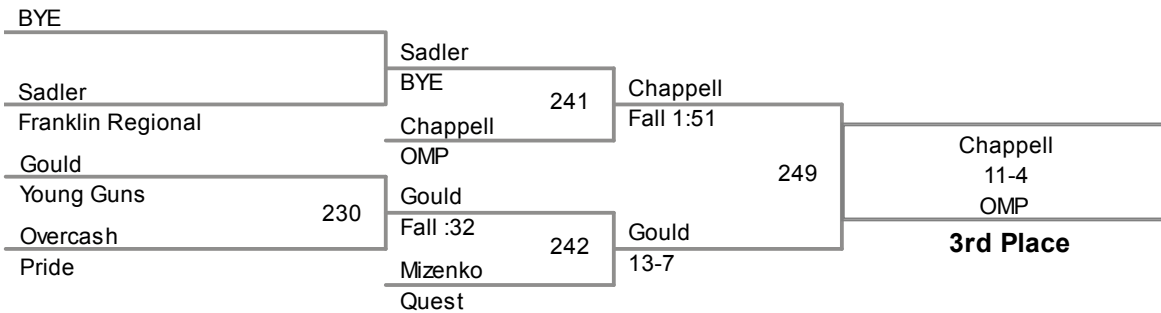 BYE
Sadler
Franklin Regional
Gould
Young Guns
230
Overcash
Pride
Sadler
BYE
241
Chappell
OMP
Gould
Fall :32
242
Mizenko
Quest
Chappell
Fall 1:51
249
Gould
13-7
Chappell
11-4
OMP
3rd Place